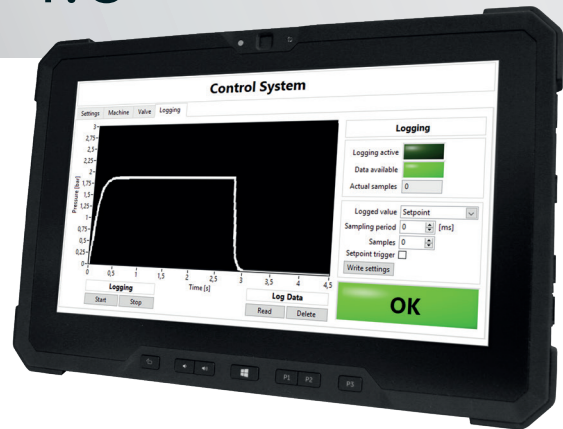 Control System
Settings Machine Valve Logging
3
2,75
2,5
2,25
2
1,75
1,5
1,25
1
0,75
0,5
0,25
0
Pressure [bar]
0 0,5 1 1,5 2 2,5 3 3,5 4 4,5
Time [s]
Logging
Start Stop
Log Data
Read Delete
Logging
Logging active
Data available
Actual samples 0
Logged value Setpoint
Sampling period 0 [ms]
Samples 0
Setpoint trigger
Write settings
OK
P1 P2 P3